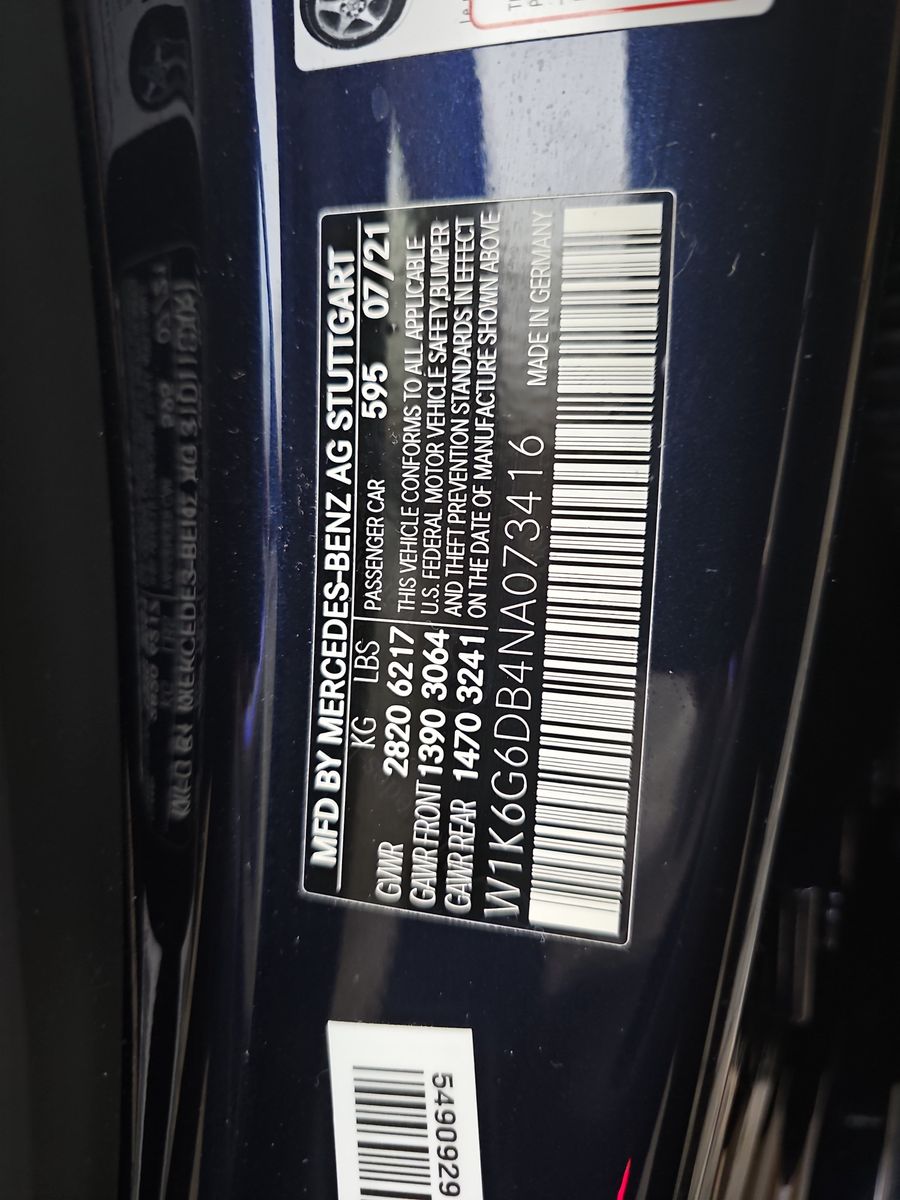 MFD BY MERCEDES-BENZ AG STUTTGART
KG LBS PASSENGER CAR 595 07/21
GVWR 2820 6217
GAWR FRONT 1390 3064
GAWR REAR 1470 3241
THIS VEHICLE CONFORMS TO ALL APPLICABLE
U.S. FEDERAL MOTOR VEHICLE SAFETY,BUMPER
AND THEFT PREVENTION STANDARDS IN EFFECT
ON THE DATE OF MANUFACTURE SHOWN ABOVE
W1K6G6DB4NA073416 MADE IN GERMANY
5490929